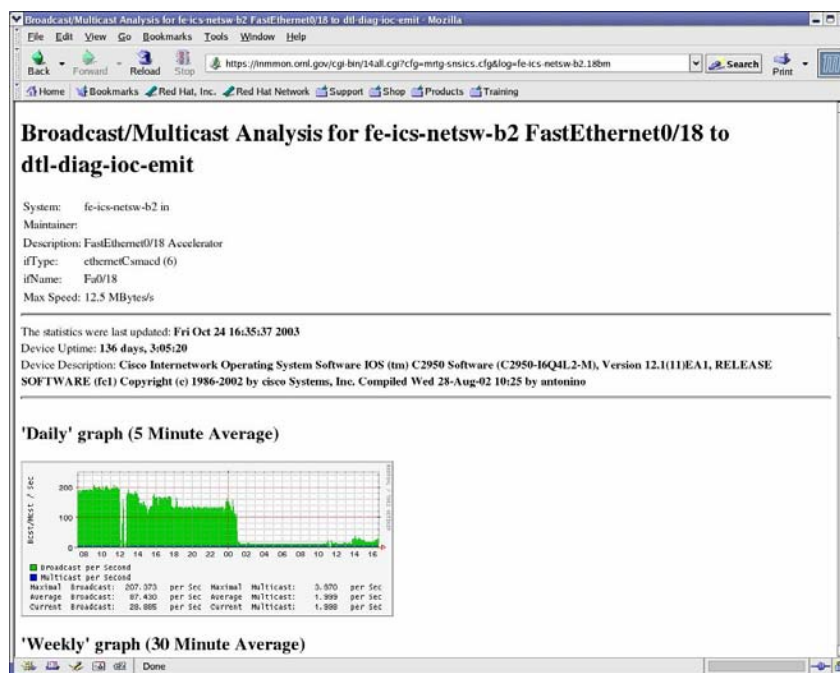 Broadcast/Multicast Analysis for fe-ics-netsw-b2 FastEthernet0/18 to dtl-diag-ioc-emit - Mozilla
File Edit View Go Bookmarks Tools Window Help
Back Forward Reload Stop https://nmmon.ornl.gov/cgi-bin/14all.cgi?cfg=mrtg-snsics.cfg&log=fe-ics-netsw-b2.18bm Search Print
Home Bookmarks Red Hat, Inc. Red Hat Network Support Shop Products Training
Broadcast/Multicast Analysis for fe-ics-netsw-b2 FastEthernet0/18 to
dtl-diag-ioc-emit
System: fe-ics-netsw-b2 in
Maintainer:
Description: FastEthernet0/18 Accelerator
ifType: ethernetCsmacd (6)
ifName: Fa0/18
Max Speed: 12.5 MBytes/s
The statistics were last updated: Fri Oct 24 16:35:37 2003
Device Uptime: 136 days, 3:05:20
Device Description: Cisco Internetwork Operating System Software IOS (tm) C2950 Software (C2950-I6Q4L2-M), Version 12.1(11)EA1, RELEASE
SOFTWARE (fc1) Copyright (c) 1986-2002 by cisco Systems, Inc. Compiled Wed 28-Aug-02 10:25 by antonino
'Daily' graph (5 Minute Average)
Bcst/Mcst / Sec
200
100
0
08 10 12 14 16 18 20 22 00 02 04 06 08 10 12 14 16
Broadcast per Second
Multicast per Second
Maximal Broadcast: 207.373 per Sec Maximal Multicast: 3.970 per Sec
Average Broadcast: 87.430 per Sec Average Multicast: 1.999 per Sec
Current Broadcast: 28.885 per Sec Current Multicast: 1.998 per Sec
'Weekly' graph (30 Minute Average)
Done